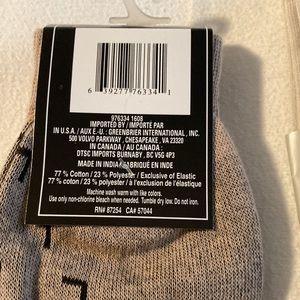 6 39277 76334 1
976334 1608
IMPORTED BY / IMPORTÉ PAR
IN U.S.A. / AUX É.-U. : GREENBRIER INTERNATIONAL, INC.
500 VOLVO PARKWAY, CHESAPEAKE, VA 23320
IN CANADA / AU CANADA :
DTSC IMPORTS BURNABY, BC V5G 4P3
MADE IN INDIA/FABRIQUÉ EN INDE
77 % Cotton / 23 % Polyester / Exclusive of Elastic
77 % coton / 23 % polyester / à l'exclusion de l'élastique
Machine wash warm with like colors.
Use only non-chlorine bleach when needed. Tumble dry low. Do not iron.
RN# 87254 CA# 57044